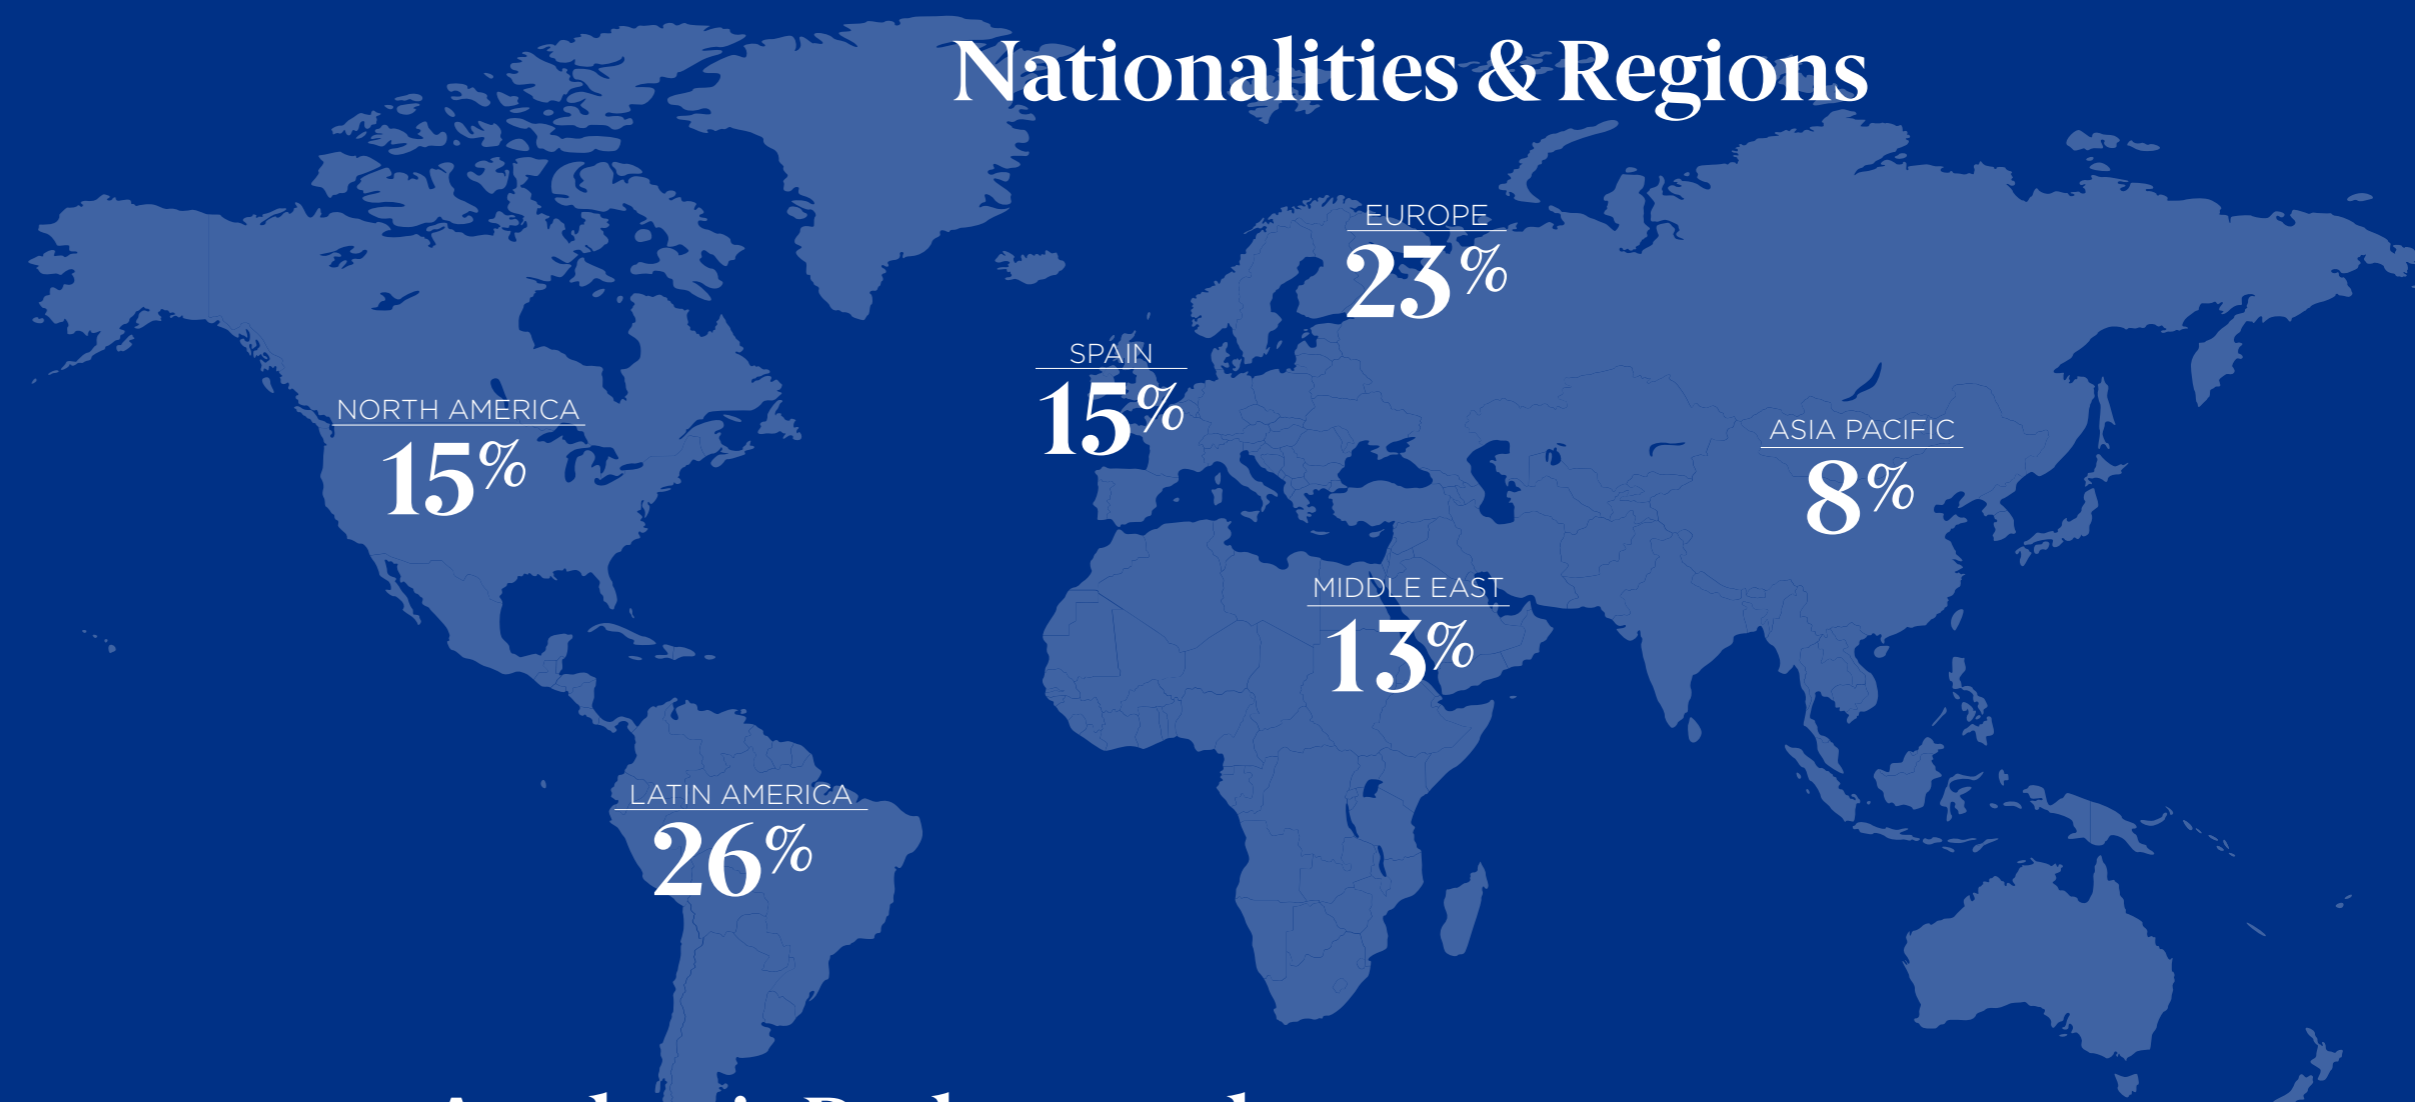 Nationalities & Regions
EUROPE
23%
SPAIN
15%
NORTH AMERICA
15%
ASIA PACIFIC
8%
MIDDLE EAST
13%
LATIN AMERICA
26%